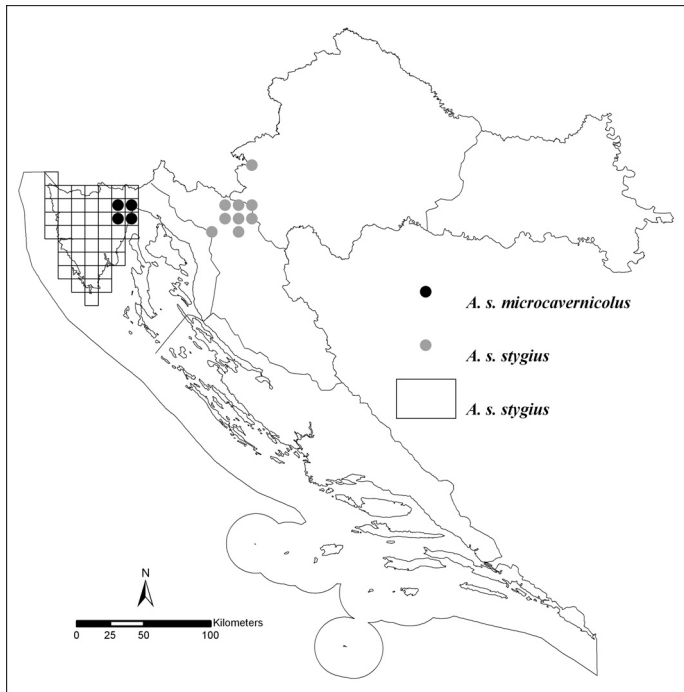 A. s. microcavernicolus
A. s. stygius
A. s. stygius
N
Kilometers
0 25 50 100